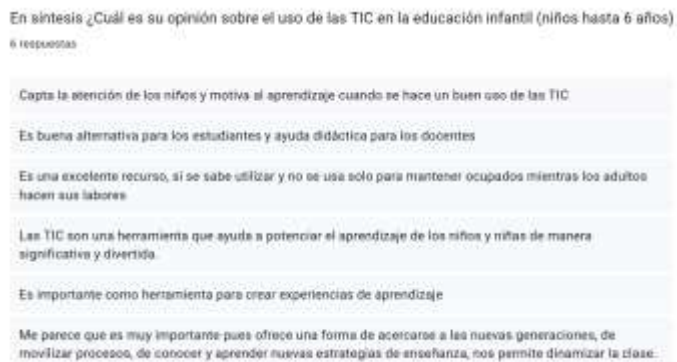 En síntesis ¿Cuál es su opinión sobre el uso de las TIC en la educación infantil (niños hasta 6 años)
6 respuestas
Capta la atención de los niños y motiva al aprendizaje cuando se hace un buen uso de las TIC
Es buena alternativa para los estudiantes y ayuda didáctica para los docentes
Es una excelente recurso, si se sabe utilizar y no se usa solo para mantener ocupados mientras los adultos
hacen sus labores
Las TIC son una herramienta que ayuda a potenciar el aprendizaje de los niños y niñas de manera
significativa y divertida.
Es importante como herramienta para crear experiencias de aprendizaje
Me parece que es muy importante pues ofrece una forma de acercarse a las nuevas generaciones, de
movilizar procesos, de conocer y aprender nuevas estrategias de enseñanza, nos permite dinamizar la clase.